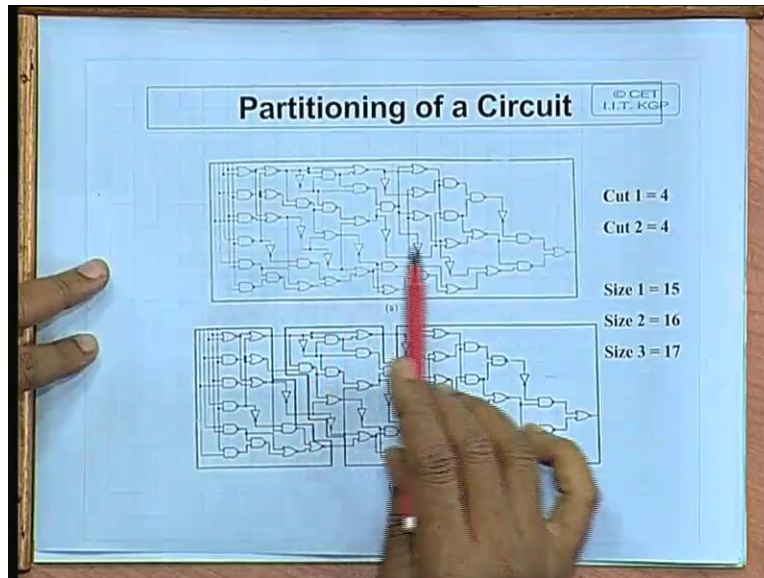 Partitioning of a Circuit
© CET
I.I.T. KGP
Cut 1 = 4
Cut 2 = 4
Size 1 = 15
Size 2 = 16
Size 3 = 17
(a)